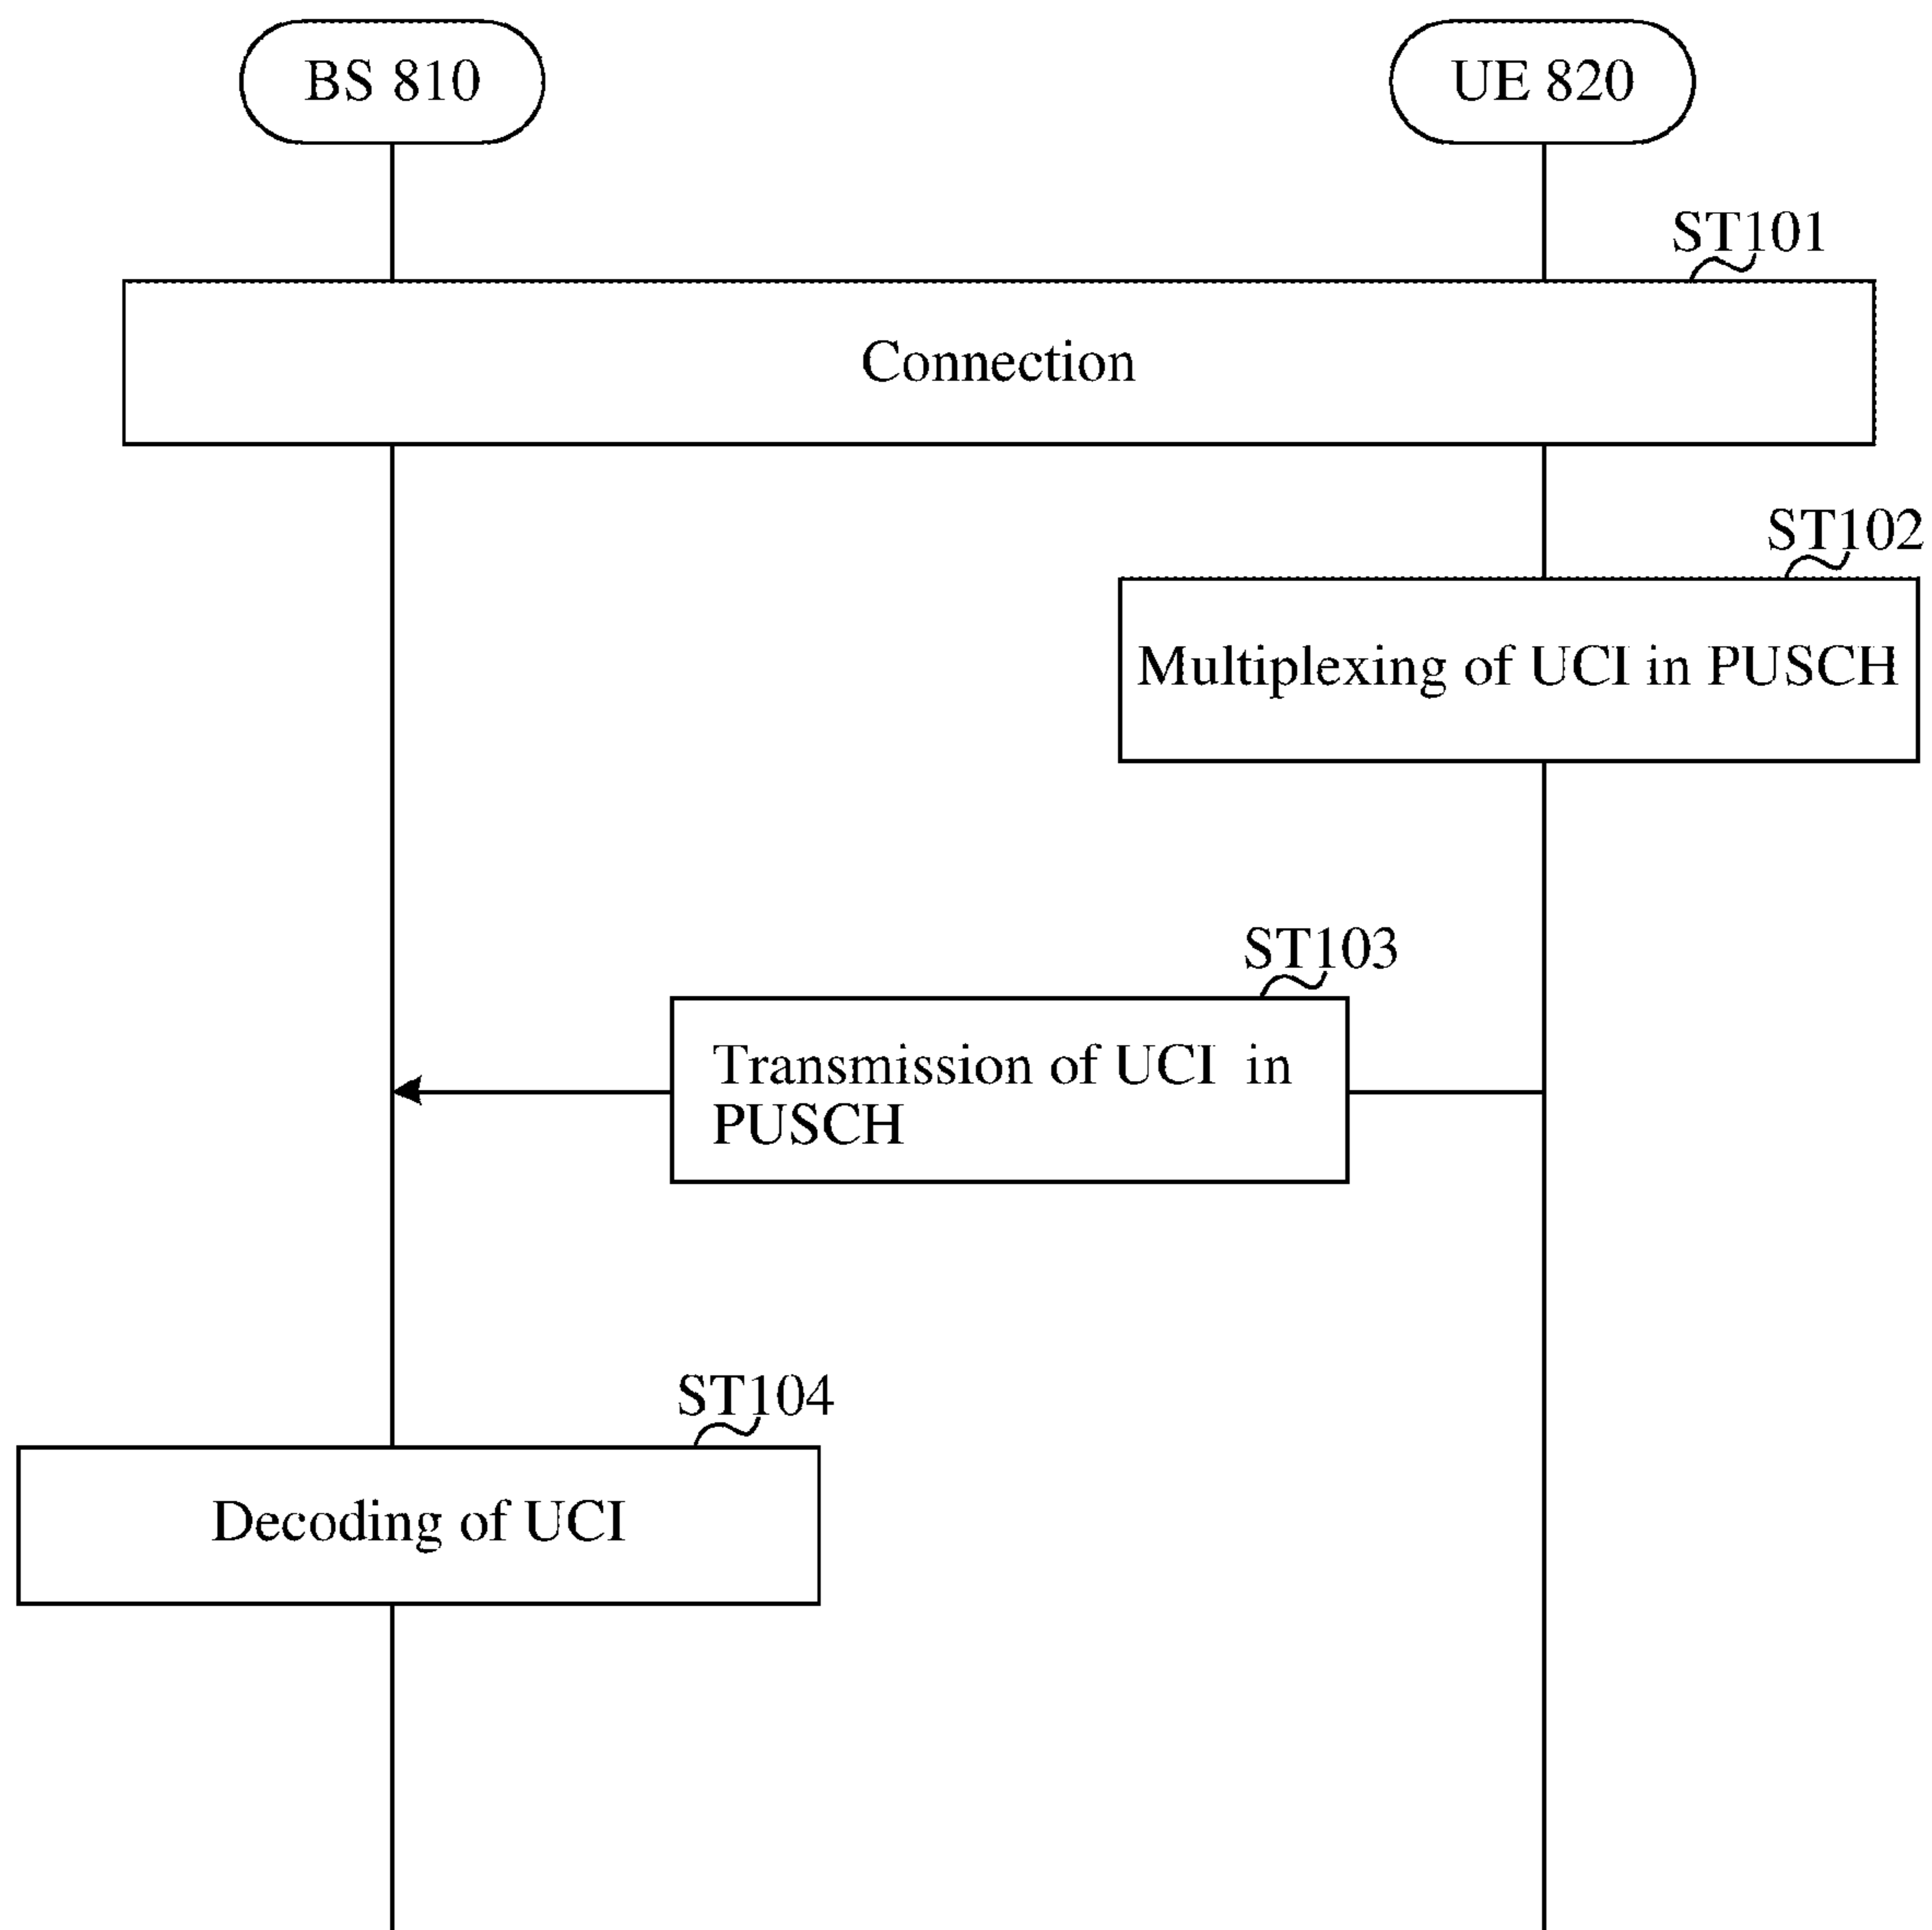 BS 810
UE 820
ST101
Connection
ST102
Multiplexing of UCI in PUSCH
ST103
Transmission of UCI in
PUSCH
ST104
Decoding of UCI